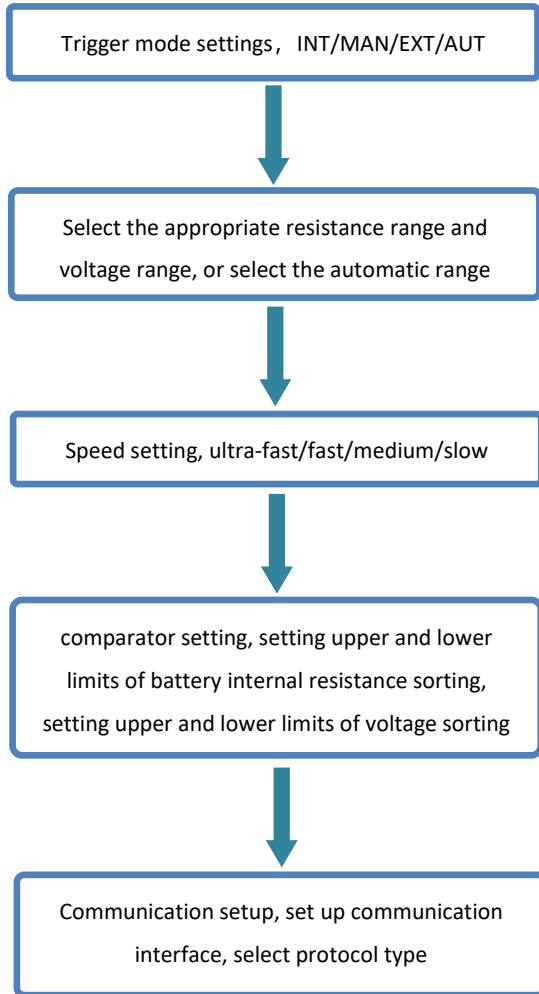 Trigger mode settings，INT/MAN/EXT/AUT
Select the appropriate resistance range and
voltage range, or select the automatic range
Speed setting, ultra-fast/fast/medium/slow
comparator setting, setting upper and lower
limits of battery internal resistance sorting,
setting upper and lower limits of voltage sorting
Communication setup, set up communication
interface, select protocol type